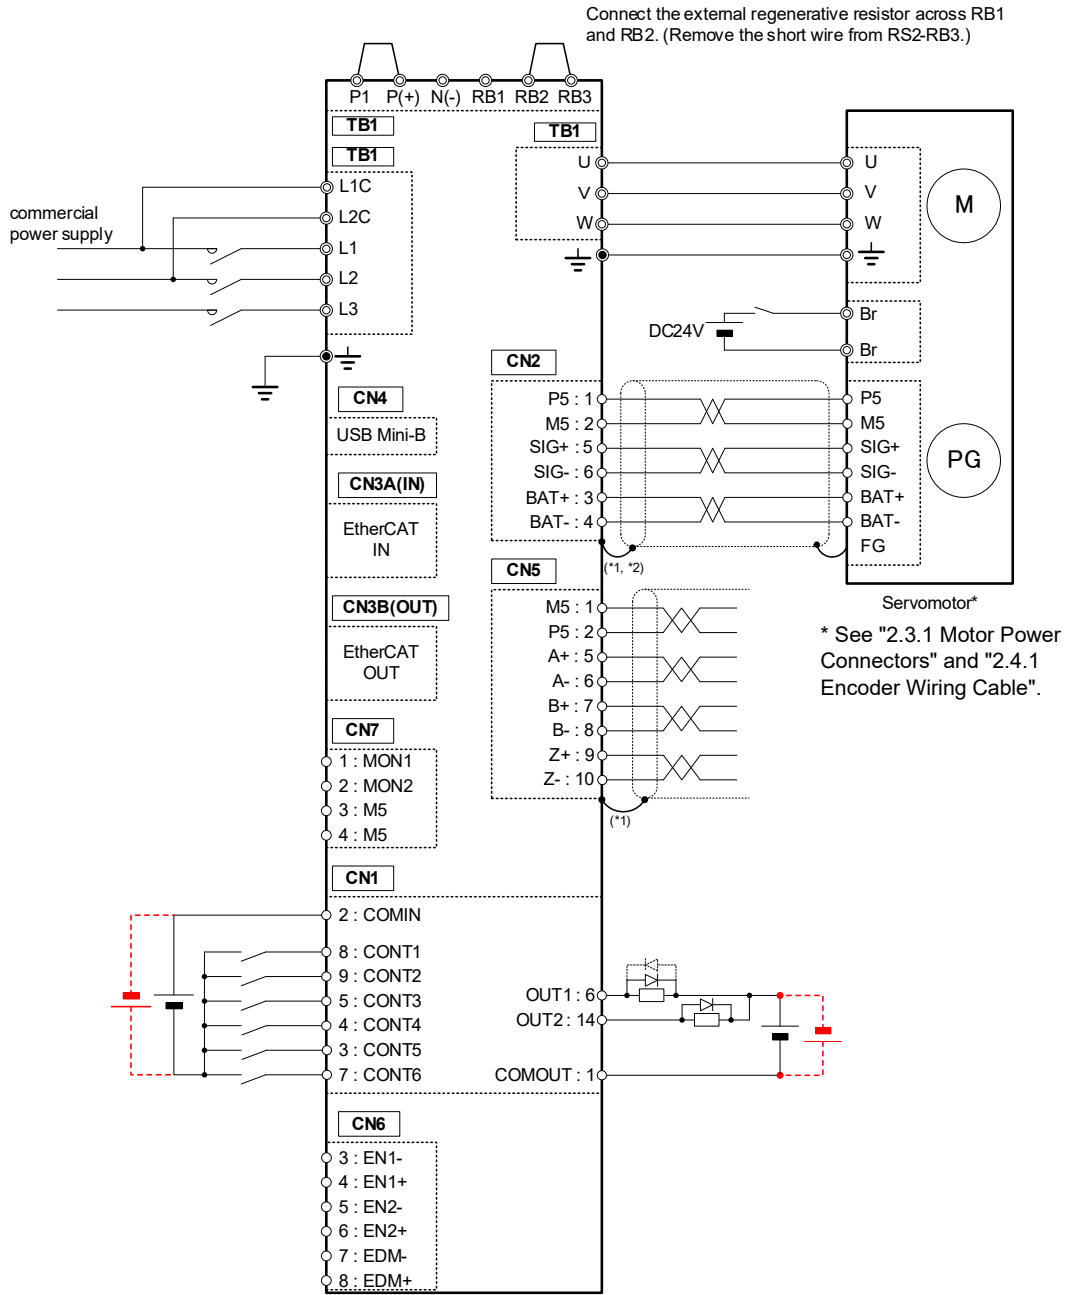 Connect the external regenerative resistor across RB1
and RB2. (Remove the short wire from RS2-RB3.)
P1 P(+) N(-) RB1 RB2 RB3
TB1
TB1
TB1
L1C
L2C
L1
L2
L3
commercial
power supply
U
V
W
U
V
W
M
DC24V
Br
Br
CN2
P5 : 1
M5 : 2
SIG+ : 5
SIG- : 6
BAT+ : 3
BAT- : 4
(*1, *2)
P5
M5
SIG+
SIG-
BAT+
BAT-
FG
PG
Servomotor*
* See "2.3.1 Motor Power
Connectors" and "2.4.1
Encoder Wiring Cable".
CN4
USB Mini-B
CN3A(IN)
EtherCAT
IN
CN3B(OUT)
EtherCAT
OUT
CN5
M5 : 1
P5 : 2
A+ : 5
A- : 6
B+ : 7
B- : 8
Z+ : 9
Z- : 10
(*1)
CN7
1 : MON1
2 : MON2
3 : M5
4 : M5
CN1
2 : COMIN
8 : CONT1
9 : CONT2
5 : CONT3
4 : CONT4
3 : CONT5
7 : CONT6
OUT1 : 6
OUT2 : 14
COMOUT : 1
CN6
3 : EN1-
4 : EN1+
5 : EN2-
6 : EN2+
7 : EDM-
8 : EDM+